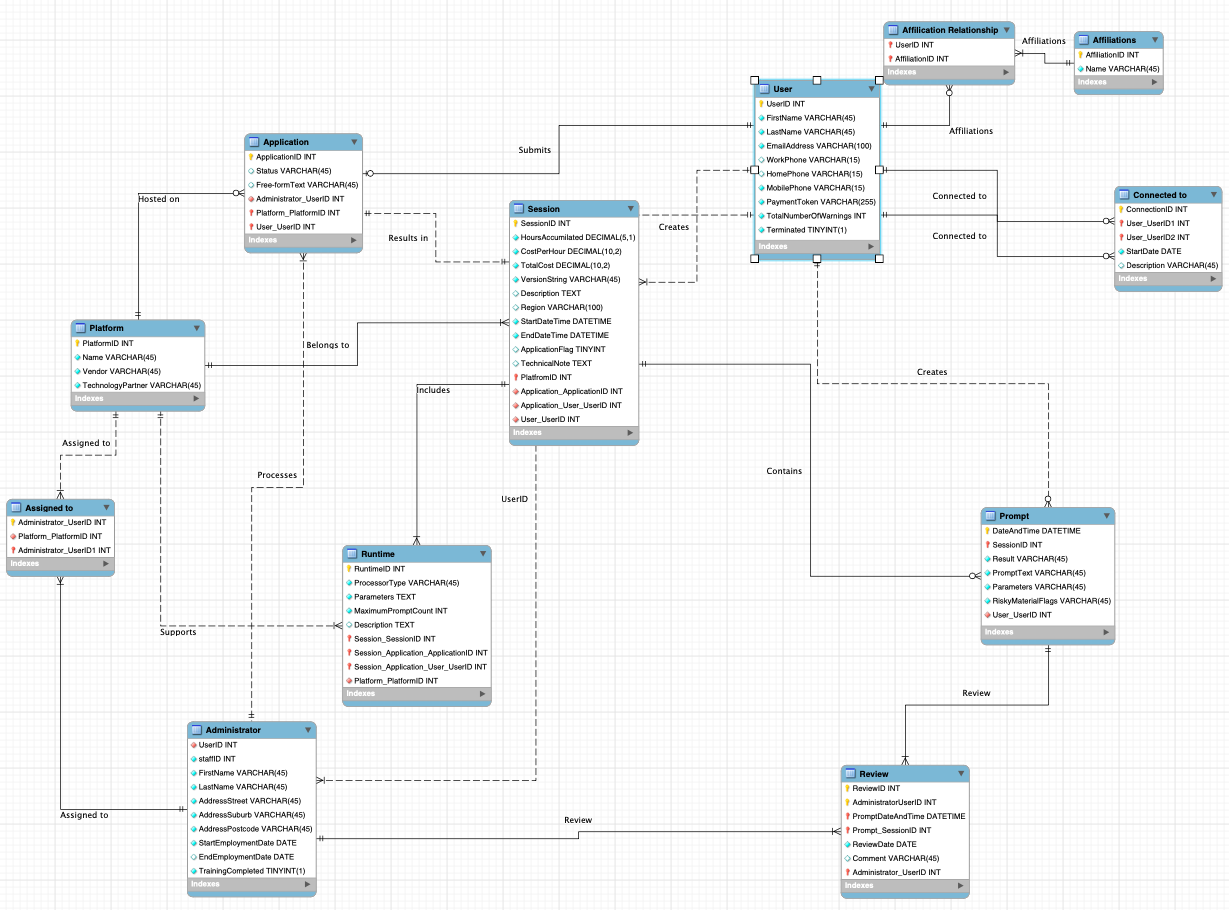 Affilication Relationship
UserID INT
AffiliationID INT
Indexes
Affiliations
Affiliations
AffiliationID INT
Name VARCHAR(45)
Indexes
User
UserID INT
FirstName VARCHAR(45)
LastName VARCHAR(45)
EmailAddress VARCHAR(100)
WorkPhone VARCHAR(15)
HomePhone VARCHAR(15)
MobilePhone VARCHAR(15)
PaymentToken VARCHAR(255)
TotalNumberOfWarnings INT
Terminated TINYINT(1)
Indexes
Affiliations
Submits
Application
ApplicationID INT
Status VARCHAR(45)
Free-formText VARCHAR(45)
Administrator_UserID INT
Platform_PlatformID INT
User_UserID INT
Indexes
Hosted on
Results in
Session
SessionID INT
HoursAccumilated DECIMAL(5,1)
CostPerHour DECIMAL(10,2)
TotalCost DECIMAL(10,2)
VersionString VARCHAR(45)
Description TEXT
Region VARCHAR(100)
StartDateTime DATETIME
EndDateTime DATETIME
ApplicationFlag TINYINT
TechnicalNote TEXT
PlatfromID INT
Application_ApplicationID INT
Application_User_UserID INT
User_UserID INT
Indexes
Creates
Connected to
Connected to
Connected to
ConnectionID INT
User_UserID1 INT
User_UserID2 INT
StartDate DATE
Description VARCHAR(45)
Indexes
Platform
PlatformID INT
Name VARCHAR(45)
Vendor VARCHAR(45)
TechnologyPartner VARCHAR(45)
Indexes
Belongs to
Includes
Creates
Assigned to
Processes
Contains
UserID
Assigned to
Administrator_UserID INT
Platform_PlatformID INT
Administrator_UserID1 INT
Indexes
Runtime
RuntimeID INT
ProcessorType VARCHAR(45)
Parameters TEXT
MaximumPromptCount INT
Description TEXT
Session_SessionID INT
Session_Application_ApplicationID INT
Session_Application_User_UserID INT
Platform_PlatformID INT
Indexes
Prompt
DateAndTime DATETIME
SessionID INT
Result VARCHAR(45)
PromptText VARCHAR(45)
Parameters VARCHAR(45)
RiskyMaterialFlags VARCHAR(45)
User_UserID INT
Indexes
Supports
Review
Administrator
UserID INT
staffID INT
FirstName VARCHAR(45)
LastName VARCHAR(45)
AddressStreet VARCHAR(45)
AddressSuburb VARCHAR(45)
AddressPostcode VARCHAR(45)
StartEmploymentDate DATE
EndEmploymentDate DATE
TrainingCompleted TINYINT(1)
Indexes
Assigned to
Review
Review
ReviewID INT
AdministratorUserID INT
PromptDateAndTime DATETIME
Prompt_SessionID INT
ReviewDate DATE
Comment VARCHAR(45)
Administrator_UserID INT
Indexes